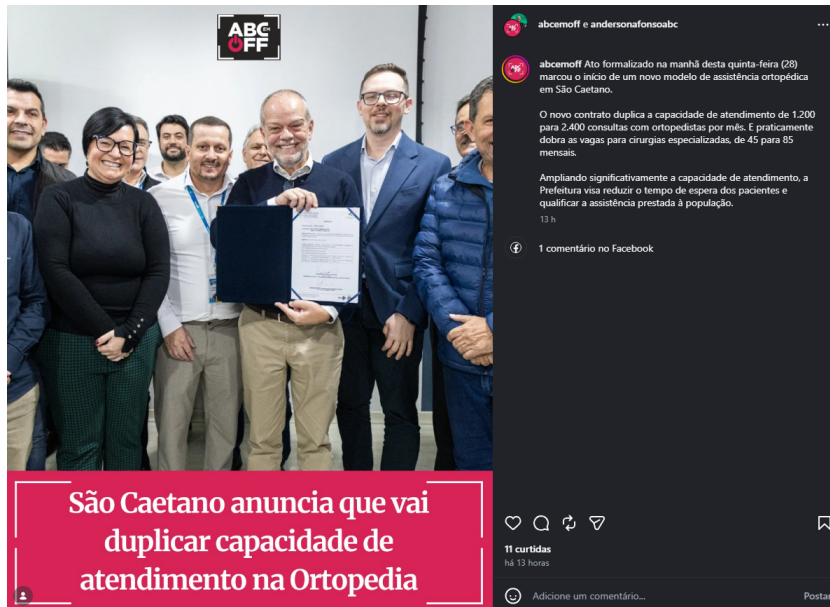 ABC EM
OFF
São Caetano anuncia que vai
duplicar capacidade de
atendimento na Ortopedia
abcemoff e andersonafonsoabc
abcemoff Ato formalizado na manhã desta quinta-feira (28)
marcou o início de um novo modelo de assistência ortopédica
em São Caetano.
O novo contrato duplica a capacidade de atendimento de 1.200
para 2.400 consultas com ortopedistas por mês. E praticamente
dobra as vagas para cirurgias especializadas, de 45 para 85
mensais.
Ampliando significativamente a capacidade de atendimento, a
Prefeitura visa reduzir o tempo de espera dos pacientes e
qualificar a assistência prestada à população.
13 h
1 comentário no Facebook
11 curtidas
há 13 horas
Adicione um comentário...
Postar